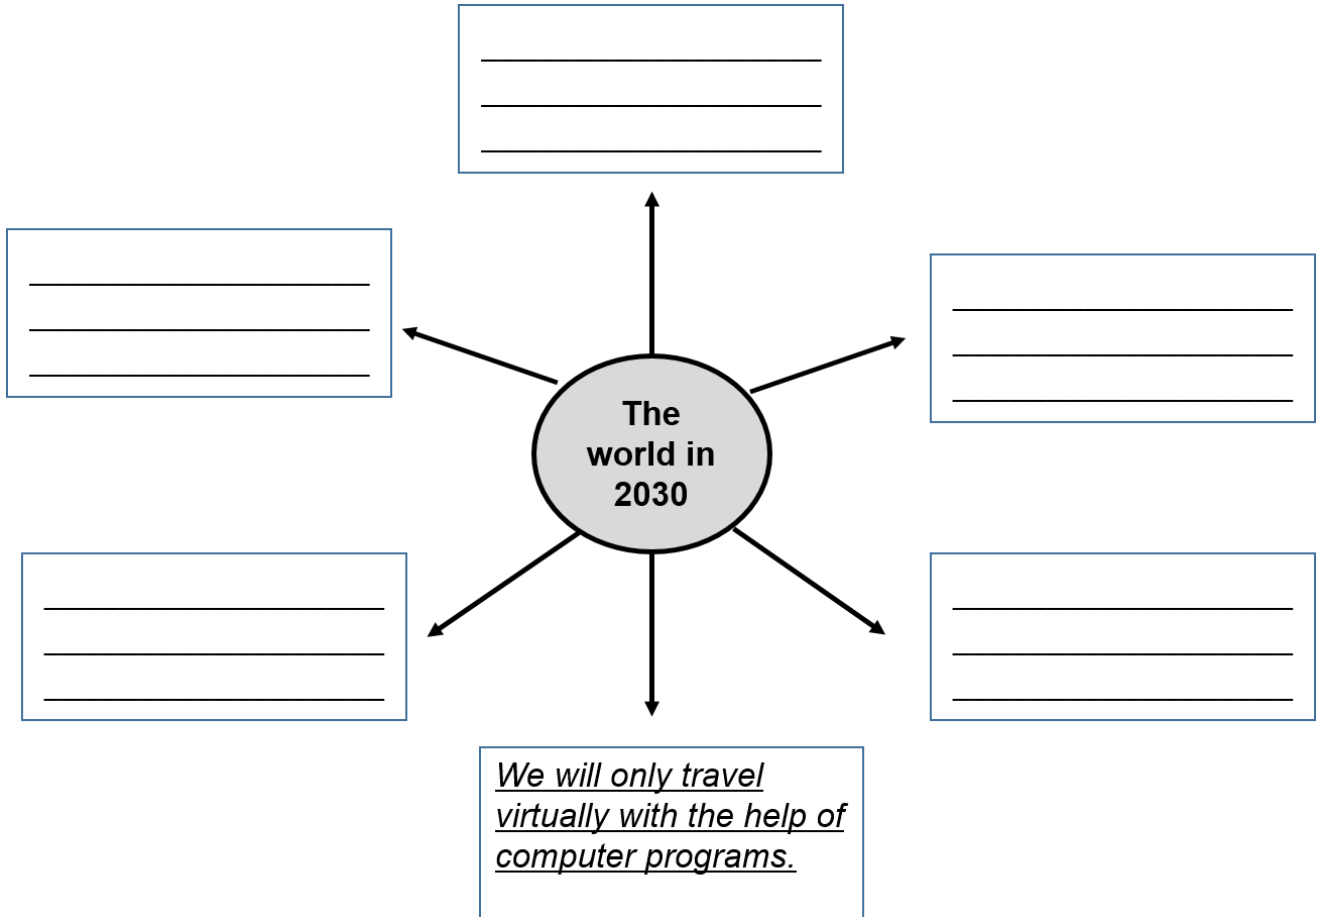 The
world in
2030
We will only travel
virtually with the help of
computer programs.